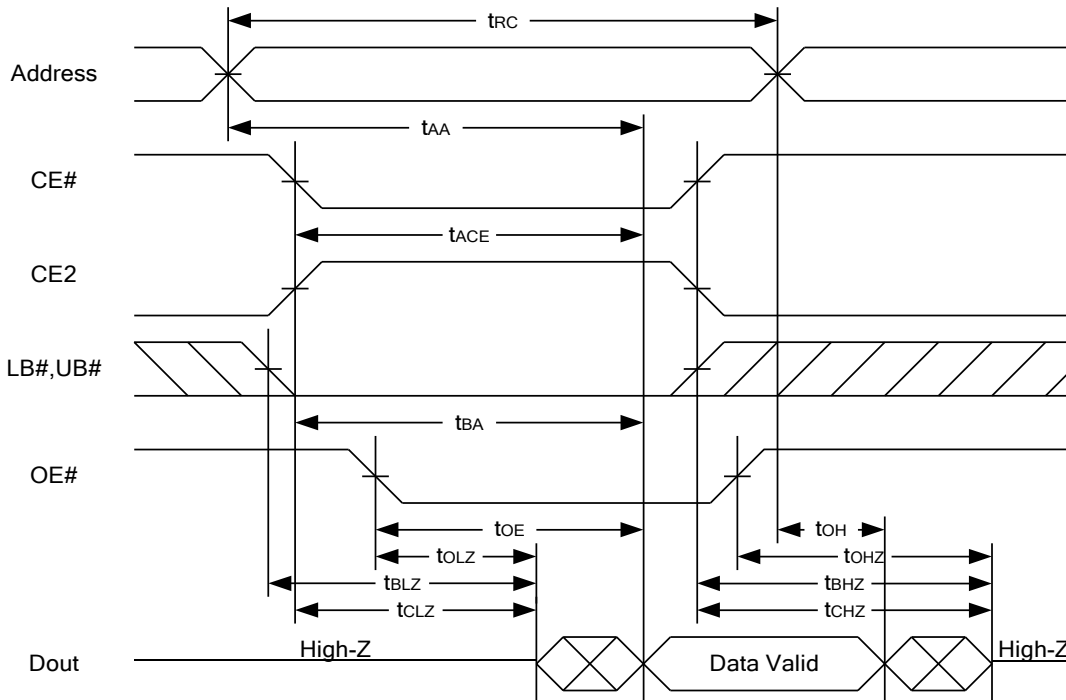 tRC
Address
tAA
CE#
tACE
CE2
LB#,UB#
tBA
OE#
tOE
tOH
tOLZ
tOHZ
tBLZ
tBHZ
tCLZ
tCHZ
Dout
High-Z
Data Valid
High-Z